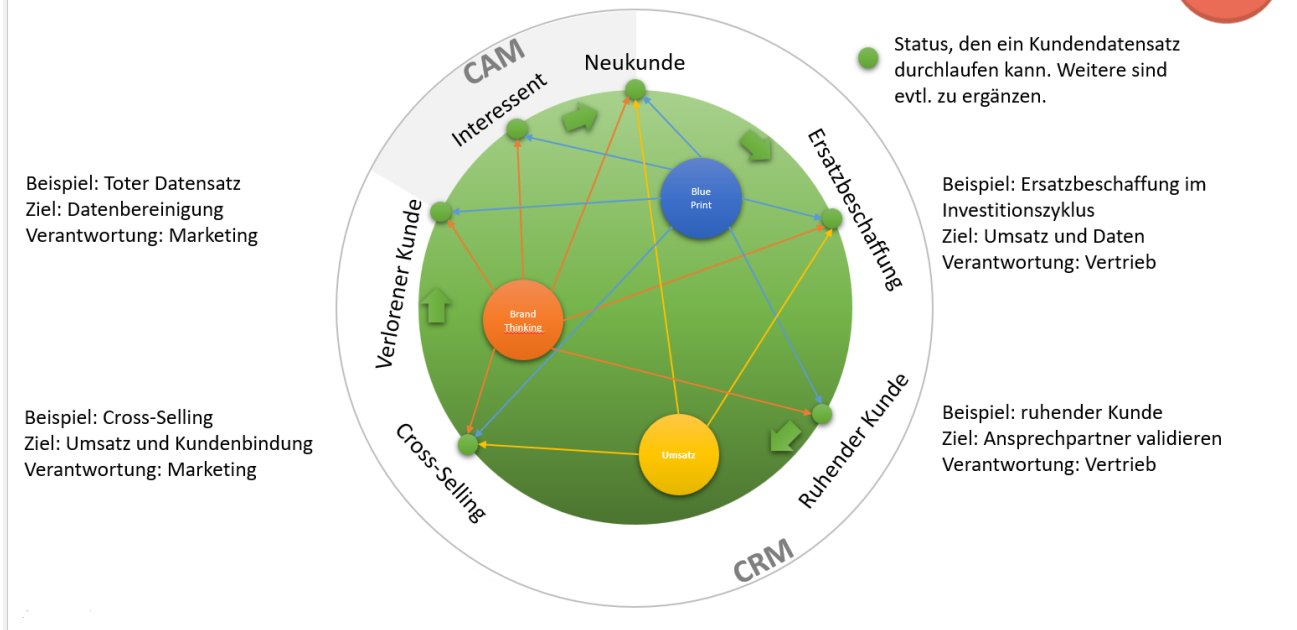 CAM
Neukunde
Interessent
Status, den ein Kundendatensatz
durchlaufen kann. Weitere sind
evtl. zu ergänzen.
Ersatzbeschaffung
Beispiel: Toter Datensatz
Ziel: Datenbereinigung
Verantwortung: Marketing
Blue
Print
Beispiel: Ersatzbeschaffung im
Investitionszyklus
Ziel: Umsatz und Daten
Verantwortung: Vertrieb
Verlorener Kunde
Brand
Thinking
Beispiel: Cross-Selling
Ziel: Umsatz und Kundenbindung
Verantwortung: Marketing
Cross-Selling
Umsatz
Ruhender Kunde
Beispiel: ruhender Kunde
Ziel: Ansprechpartner validieren
Verantwortung: Vertrieb
CRM